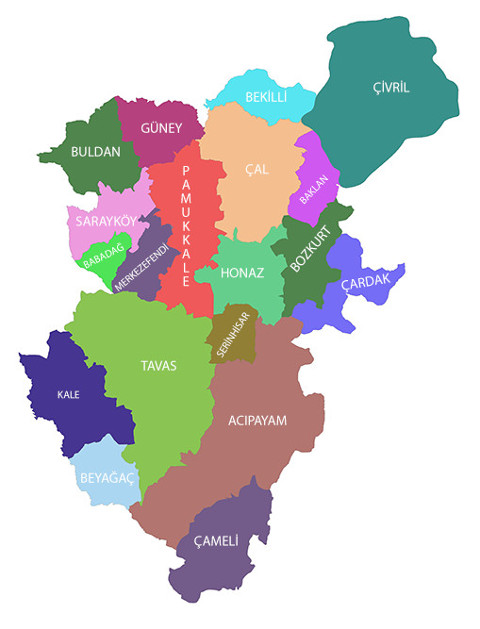 ÇİVRİL
BEKİLLİ
GÜNEY
BULDAN
ÇAL
PAMUKKALE
BAKLAN
SARAYKÖY
BABADAĞ
MERKEZEFENDİ
HONAZ
BOZKURT
ÇARDAK
SERİNHİSAR
TAVAS
KALE
ACIPAYAM
BEYAĞAÇ
ÇAMELİ